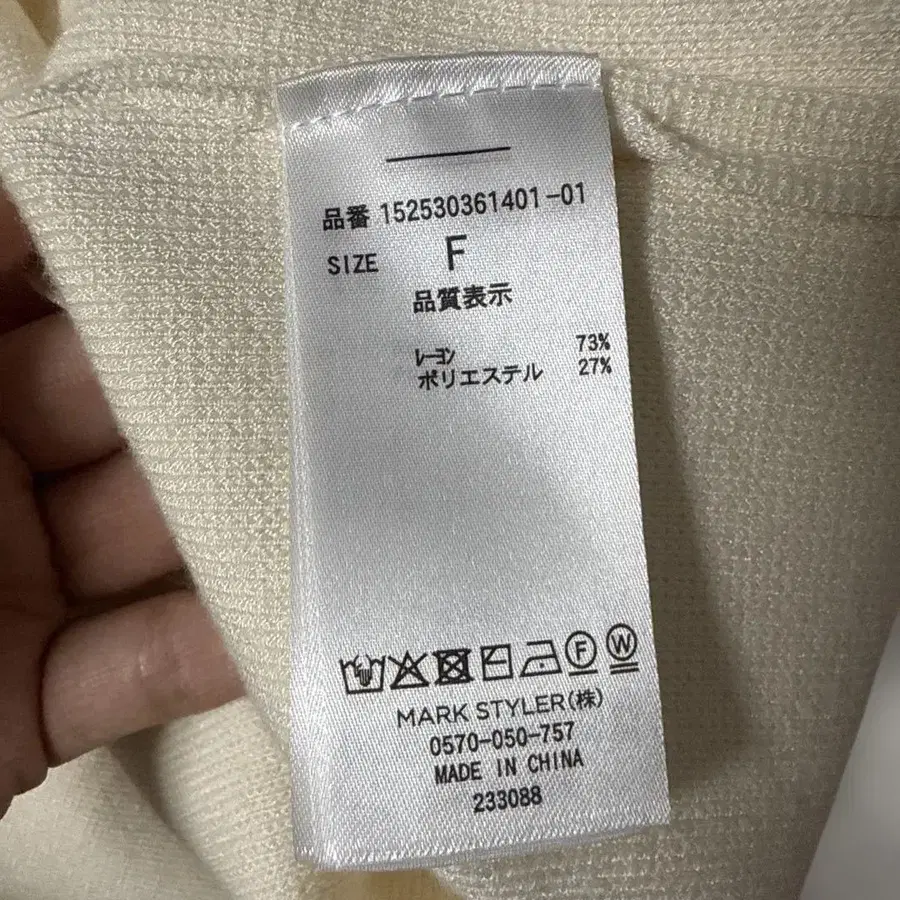 品番 152530361401-01
SIZE F
品質表示
レーヨン 73%
ポリエステル 27%
F W
MARK STYLER(株)
0570-050-757
MADE IN CHINA
233088